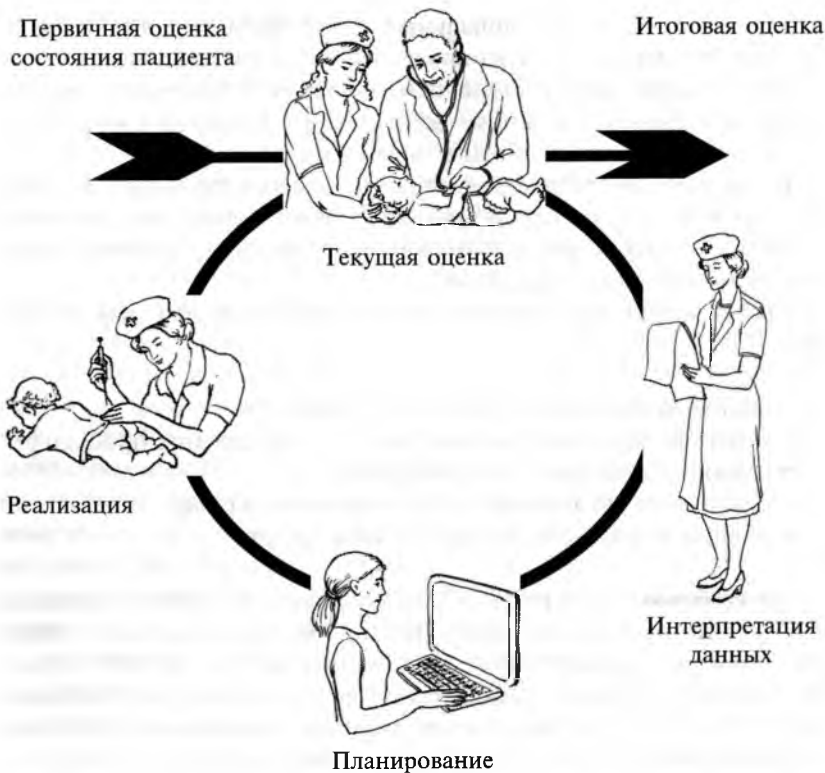 Первичная оценка
состояния пациента
Итоговая оценка
Текущая оценка
Реализация
Интерпретация
данных
Планирование